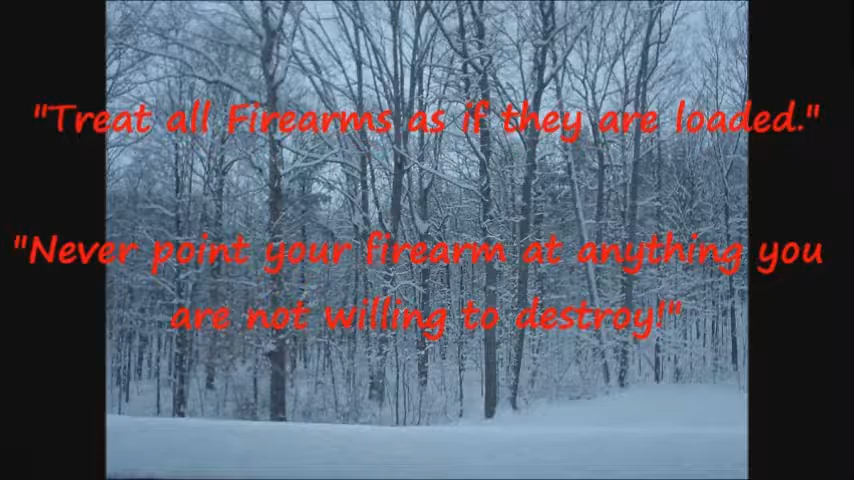 "Treat all Firearms as if they are loaded."
"Never point your firearm at anything you
are not willing to destroy!"